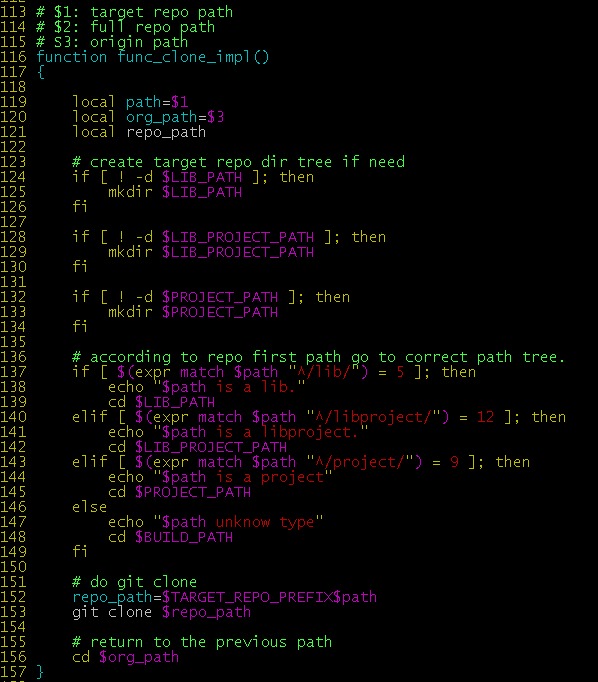 113 # $1: target repo path
114 # $2: full repo path
115 # S3: origin path
116 function func_clone_impl()
117 {
118
119     local path=$1
120     local org_path=$3
121     local repo_path
122
123     # create target repo dir tree if need
124     if [ ! -d $LIB_PATH ]; then
125         mkdir $LIB_PATH
126     fi
127
128     if [ ! -d $LIB_PROJECT_PATH ]; then
129         mkdir $LIB_PROJECT_PATH
130     fi
131
132     if [ ! -d $PROJECT_PATH ]; then
133         mkdir $PROJECT_PATH
134     fi
135
136     # according to repo first path go to correct path tree.
137     if [ $(expr match $path "^/lib/") = 5 ]; then
138         echo "$path is a lib."
139         cd $LIB_PATH
140     elif [ $(expr match $path "^/libproject/") = 12 ]; then
141         echo "$path is a libproject."
142         cd $LIB_PROJECT_PATH
143     elif [ $(expr match $path "^/project/") = 9 ]; then
144         echo "$path is a project"
145         cd $PROJECT_PATH
146     else
147         echo "$path unknow type"
148         cd $BUILD_PATH
149     fi
150
151     # do git clone
152     repo_path=$TARGET_REPO_PREFIX$path
153     git clone $repo_path
154
155     # return to the previous path
156     cd $org_path
157 }